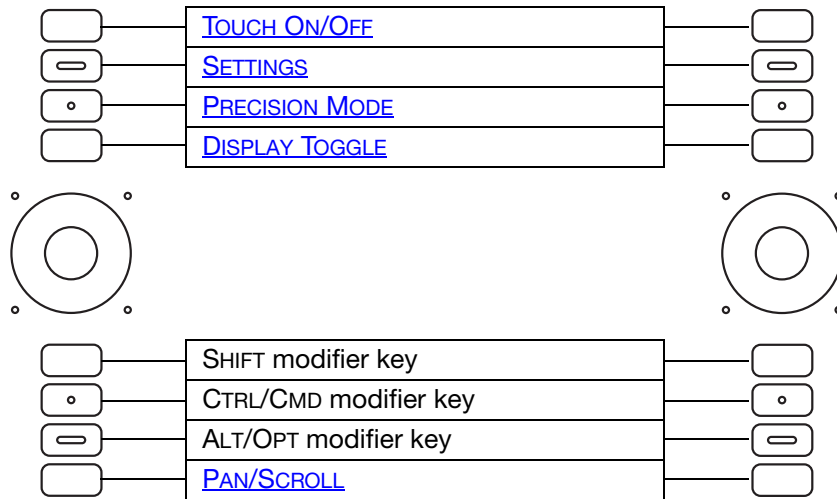 TOUCH ON/OFF
SETTINGS
PRECISION MODE
DISPLAY TOGGLE
SHIFT modifier key
CTRL/CMD modifier key
ALT/OPT modifier key
PAN/SCROLL